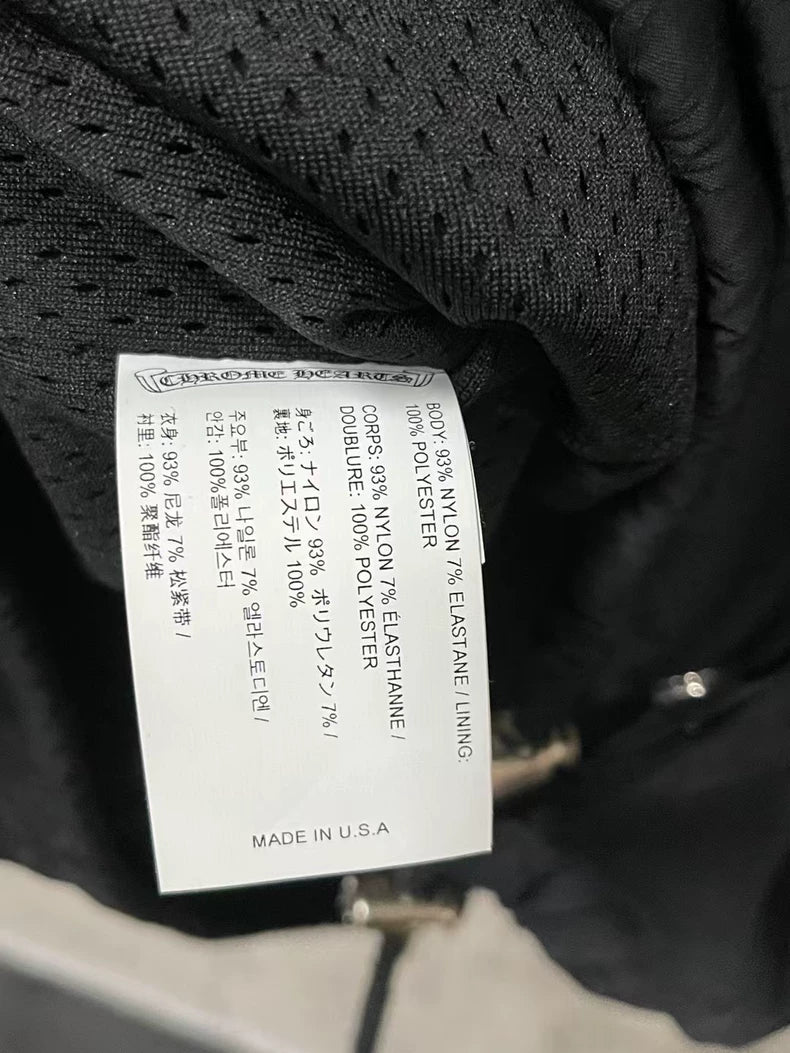 CHROME HEARTS
BODY: 93% NYLON 7% ELASTANE / LINING:
100% POLYESTER
CORPS: 93% NYLON 7% ÉLASTHANNE /
DOUBLURE: 100% POLYESTER
身ごろ: ナイロン 93% ポリウレタン 7% /
裏地: ポリエステル 100%
주요부: 93% 나일론 7% 엘라스토디엔 /
안감: 100%폴리에스터
衣身: 93% 尼龙 7% 松紧带 /
衬里: 100% 聚酯纤维
MADE IN U.S.A